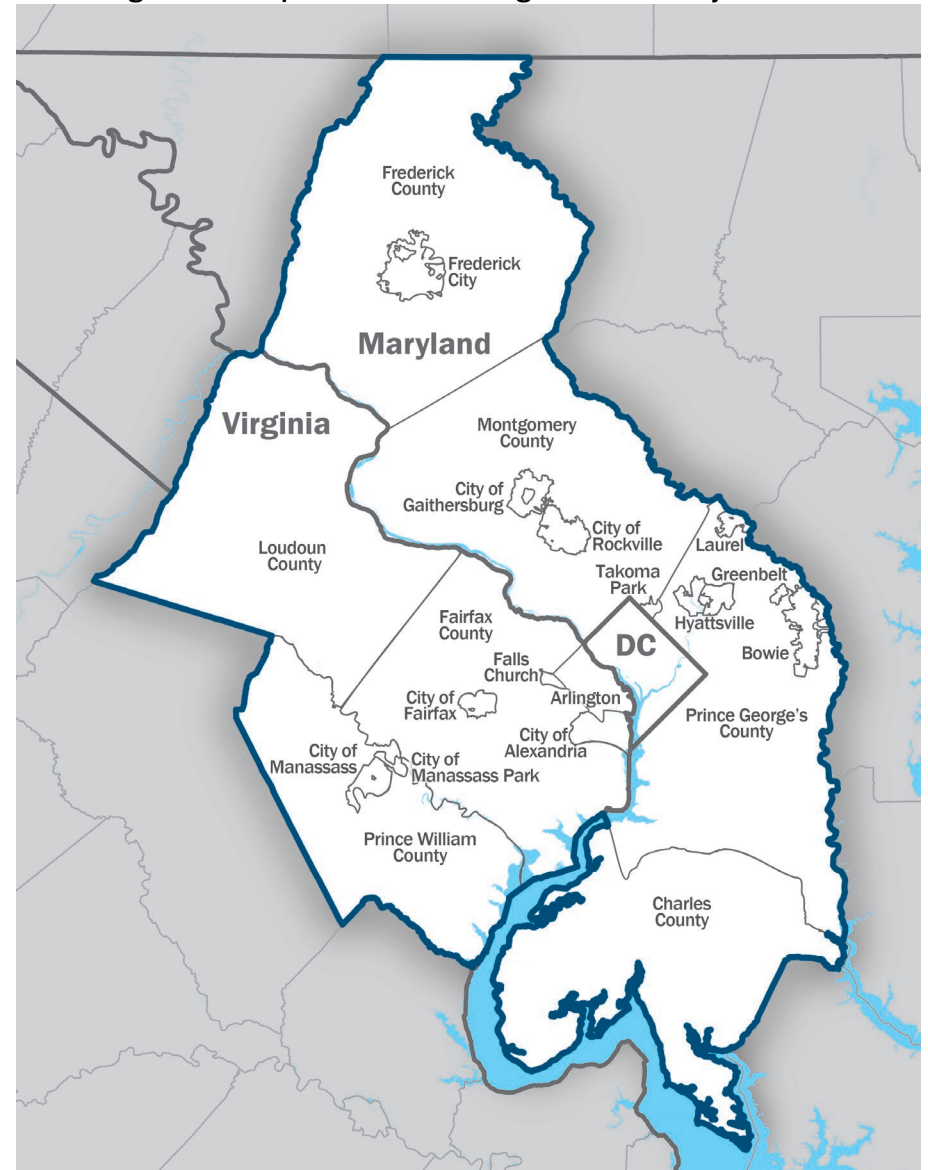 Frederick
County
Frederick
City
Maryland
Virginia
Montgomery
County
City of
Gaithersburg
City of
Rockville
Laurel
Loudoun
County
Takoma
Park
Greenbelt
Hyattsville
Fairfax
County
DC
Bowie
Falls
Church
City of
Fairfax
Arlington
Prince George's
County
City of
Alexandria
City of
Manassass
City of
Manassass Park
Prince William
County
Charles
County